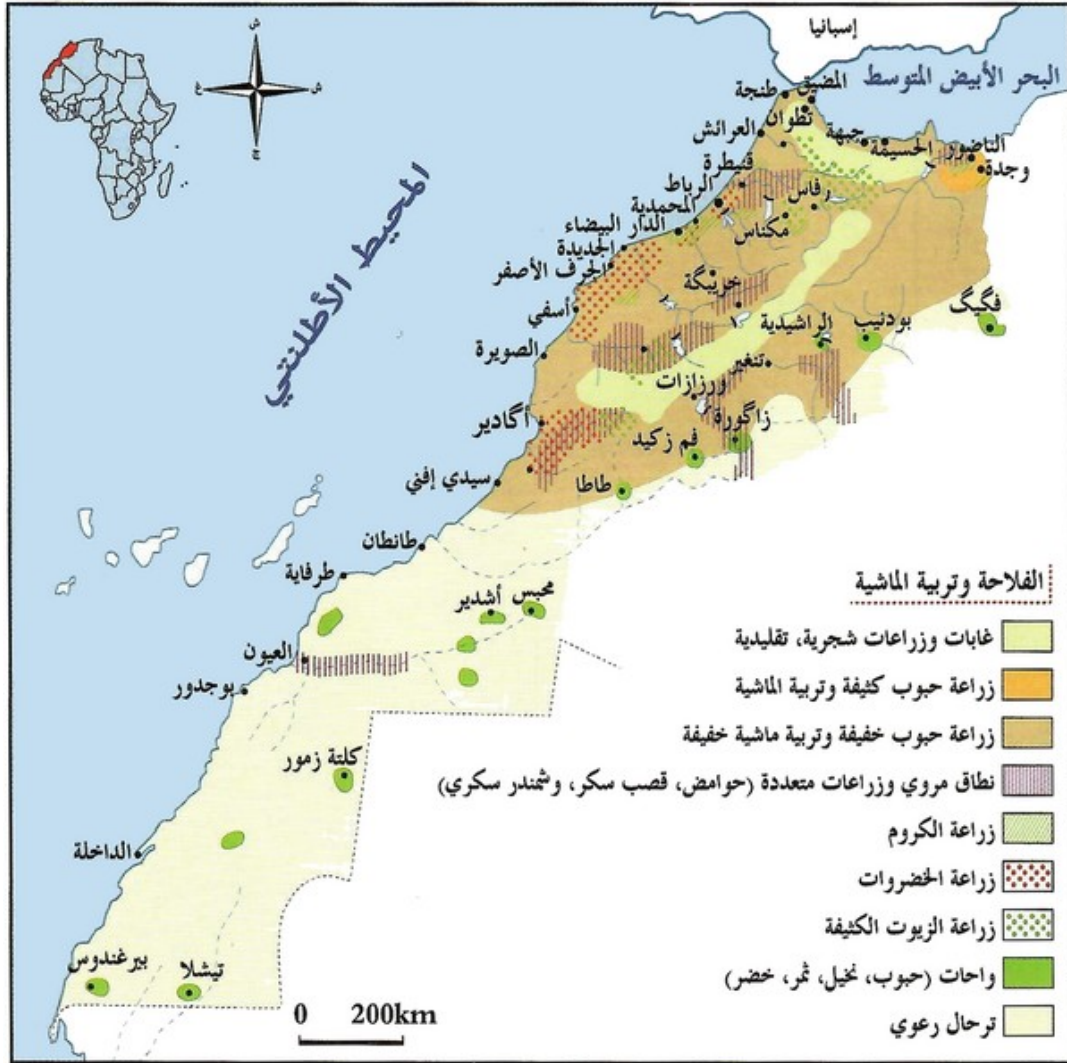 ش
غ
ش
ج
إسبانيا
البحر الأبيض المتوسط
المحيط الأطلنتي
المضيق
طنجة
تطوان
العرائش
جبهة
الحسيمة
الناضور
وجدة
قنيطرة
الرباط
فاس
المحمدية
مكناس
الدار البيضاء
الجديدة
الجرف الأصفر
خريبگة
أسفي
فگيگ
بودنيب
الراشيدية
الصويرة
تنغير
ورزازات
زاگورة
أگادير
فم زكيد
سيدي إفني
طاطا
طانطان
طرفاية
محبس
أشدير
العيون
بوجدور
كلتة زمور
الداخلة
بيرغندوس
تيشلا
0 200km
الفلاحة وتربية الماشية
غابات وزراعات شجرية، تقليدية
زراعة حبوب كثيفة وتربية الماشية
زراعة حبوب خفيفة وتربية ماشية خفيفة
نطاق مروي وزراعات متعددة (حوامض، قصب سكر، وشمندر سكري)
زراعة الكروم
زراعة الخضروات
زراعة الزيوت الكثيفة
واحات (حبوب، نخيل، ثمر، خضر)
ترحال رعوي